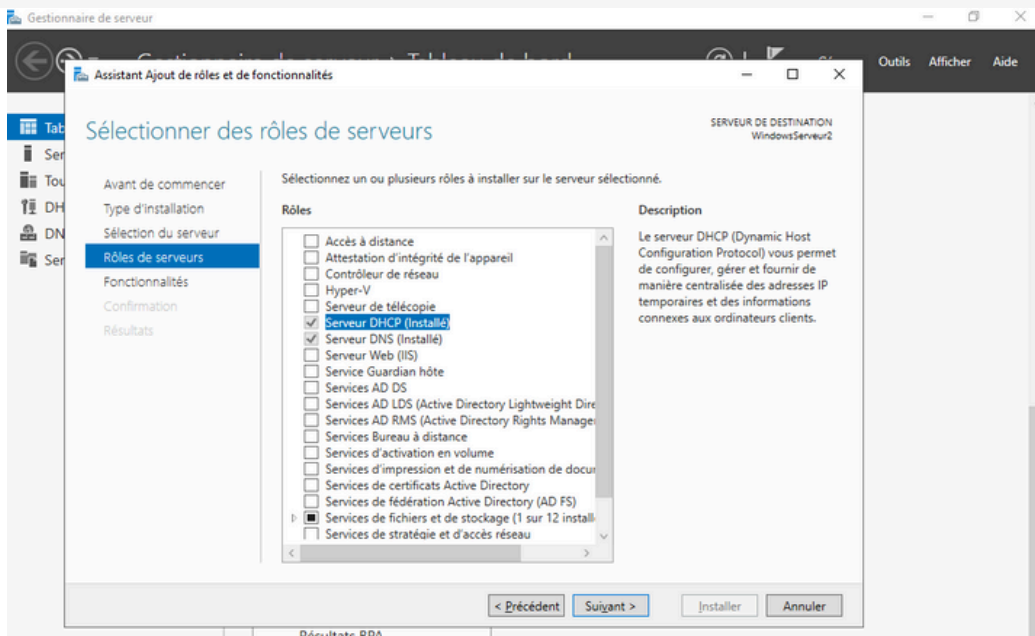 Gestionnaire de serveur
Outils Afficher Aide
Assistant Ajout de rôles et de fonctionnalités
Sélectionner des rôles de serveurs
SERVEUR DE DESTINATION
WindowsServeur2
Tab
Ser
Tou
DH
DN
Ser
Avant de commencer
Type d'installation
Sélection du serveur
Rôles de serveurs
Fonctionnalités
Confirmation
Résultats
Sélectionnez un ou plusieurs rôles à installer sur le serveur sélectionné.
Rôles
Accès à distance
Attestation d'intégrité de l'appareil
Contrôleur de réseau
Hyper-V
Serveur de télécopie
Serveur DHCP (Installé)
Serveur DNS (Installé)
Serveur Web (IIS)
Service Guardian hôte
Services AD DS
Services AD LDS (Active Directory Lightweight Dire
Services AD RMS (Active Directory Rights Manage
Services Bureau à distance
Services d'activation en volume
Services d'impression et de numérisation de docu
Services de certificats Active Directory
Services de fédération Active Directory (AD FS)
Services de fichiers et de stockage (1 sur 12 install
Services de stratégie et d'accès réseau
Description
Le serveur DHCP (Dynamic Host
Configuration Protocol) vous permet
de configurer, gérer et fournir de
manière centralisée des adresses IP
temporaires et des informations
connexes aux ordinateurs clients.
< Précédent
Suivant >
Installer
Annuler
Résultats BPA